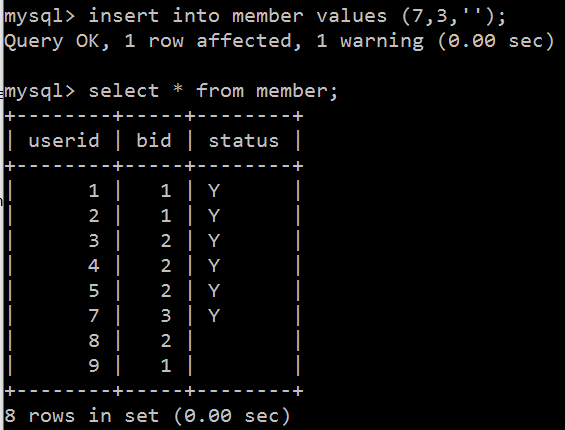 mysql> insert into member values (7,3,'');
Query OK, 1 row affected, 1 warning (0.00 sec)
mysql> select * from member;
+--------+-----+--------+
| userid | bid | status |
+--------+-----+--------+
|      1 |   1 | Y      |
|      2 |   1 | Y      |
|      3 |   2 | Y      |
|      4 |   2 | Y      |
|      5 |   2 | Y      |
|      7 |   3 | Y      |
|      8 |   2 |        |
|      9 |   1 |        |
+--------+-----+--------+
8 rows in set (0.00 sec)